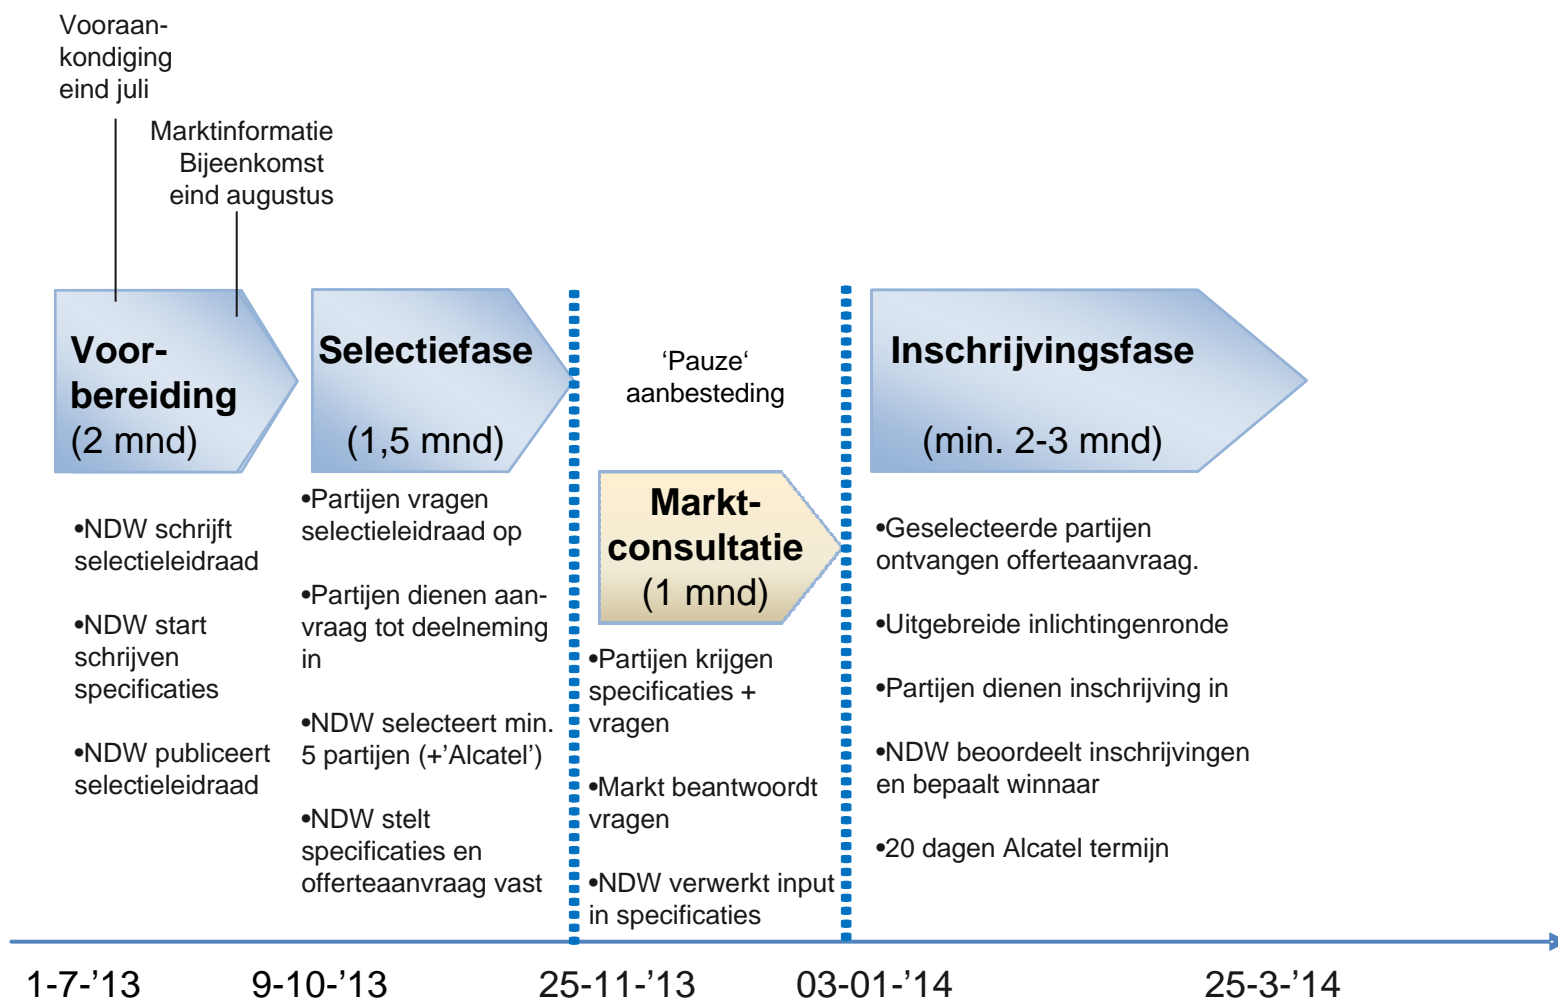 Vooraan-
kondiging
eind juli
Marktinformatie
Bijeenkomst
eind augustus
Voor-
bereiding
(2 mnd)
•NDW schrijft
selectieleidraad
•NDW start
schrijven
specificaties
•NDW publiceert
selectieleidraad
Selectiefase
(1,5 mnd)
•Partijen vragen
selectieleidraad op
•Partijen dienen aan-
vraag tot deelneming
in
•NDW selecteert min.
5 partijen (+’Alcatel’)
•NDW stelt
specificaties en
offerteaanvraag vast
‘Pauze‘
aanbesteding
Markt-
consultatie
(1 mnd)
•Partijen krijgen
specificaties +
vragen
•Markt beantwoordt
vragen
•NDW verwerkt input
in specificaties
Inschrijvingsfase
(min. 2-3 mnd)
•Geselecteerde partijen
ontvangen offerteaanvraag.
•Uitgebreide inlichtingenronde
•Partijen dienen inschrijving in
•NDW beoordeelt inschrijvingen
en bepaalt winnaar
•20 dagen Alcatel termijn
1-7-’13
9-10-’13
25-11-’13
03-01-’14
25-3-’14